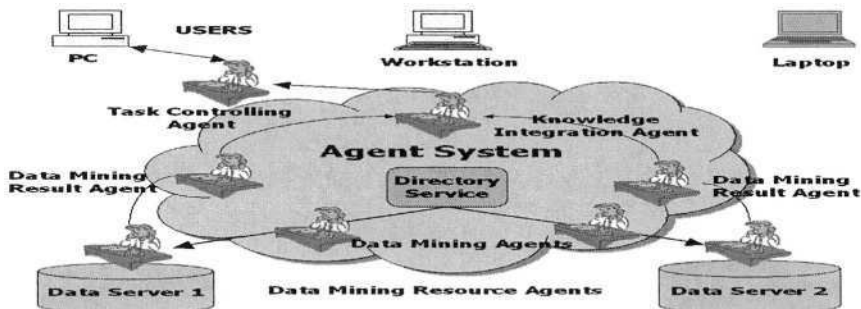 USERS
PC
Workstation
Laptop
Task Controlling
Agent
Knowledge
Integration Agent
Agent System
Data Mining
Result Agent
Directory
Service
Data Mining
Result Agent
Data Mining Agents
Data Server 1
Data Mining Resource Agents
Data Server 2